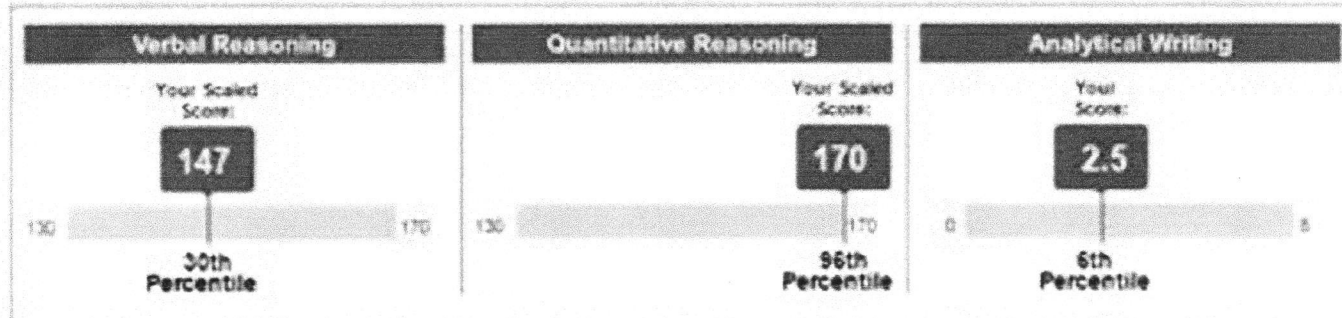 Verbal Reasoning
Your Scaled
Score:
147
130
170
30th
Percentile
Quantitative Reasoning
Your Scaled
Score:
170
130
170
96th
Percentile
Analytical Writing
Your
Score:
2.5
0
6
6th
Percentile